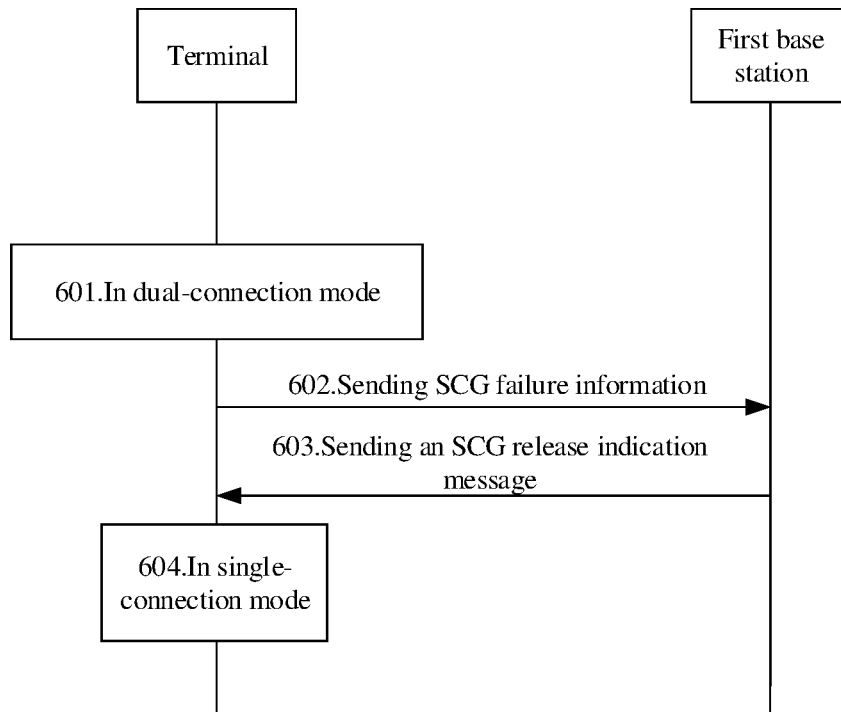 Terminal
First base
station
601.In dual-connection mode
602.Sending SCG failure information
603.Sending an SCG release indication
message
604.In single-
connection mode